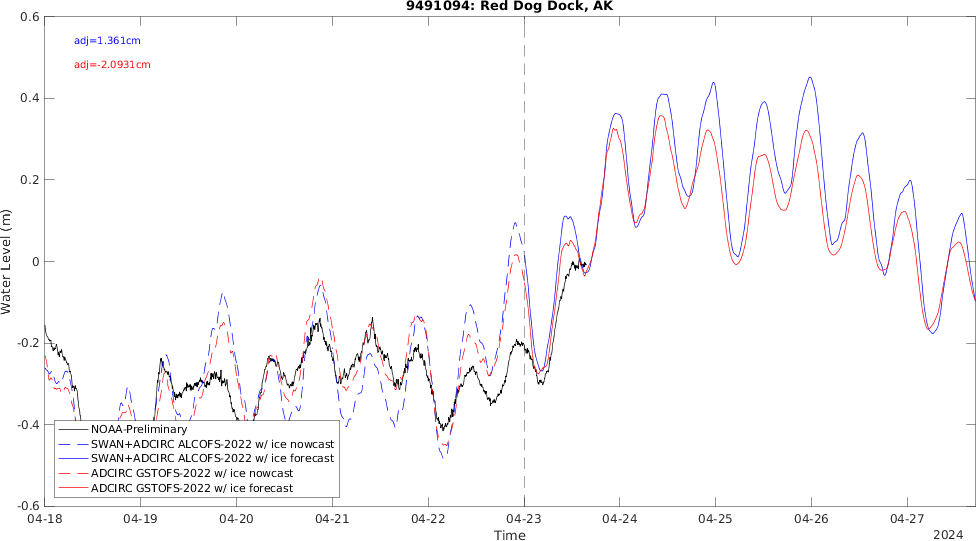 9491094: Red Dog Dock, AK
adj=1.361cm
adj=-2.0931cm
Water Level (m)
0.6
0.4
0.2
0
-0.2
-0.4
-0.6
NOAA-Preliminary
SWAN+ADCIRC ALCOFS-2022 w/ ice nowcast
SWAN+ADCIRC ALCOFS-2022 w/ ice forecast
ADCIRC GSTOFS-2022 w/ ice nowcast
ADCIRC GSTOFS-2022 w/ ice forecast
04-18 04-19 04-20 04-21 04-22 04-23 04-24 04-25 04-26 04-27
Time
2024